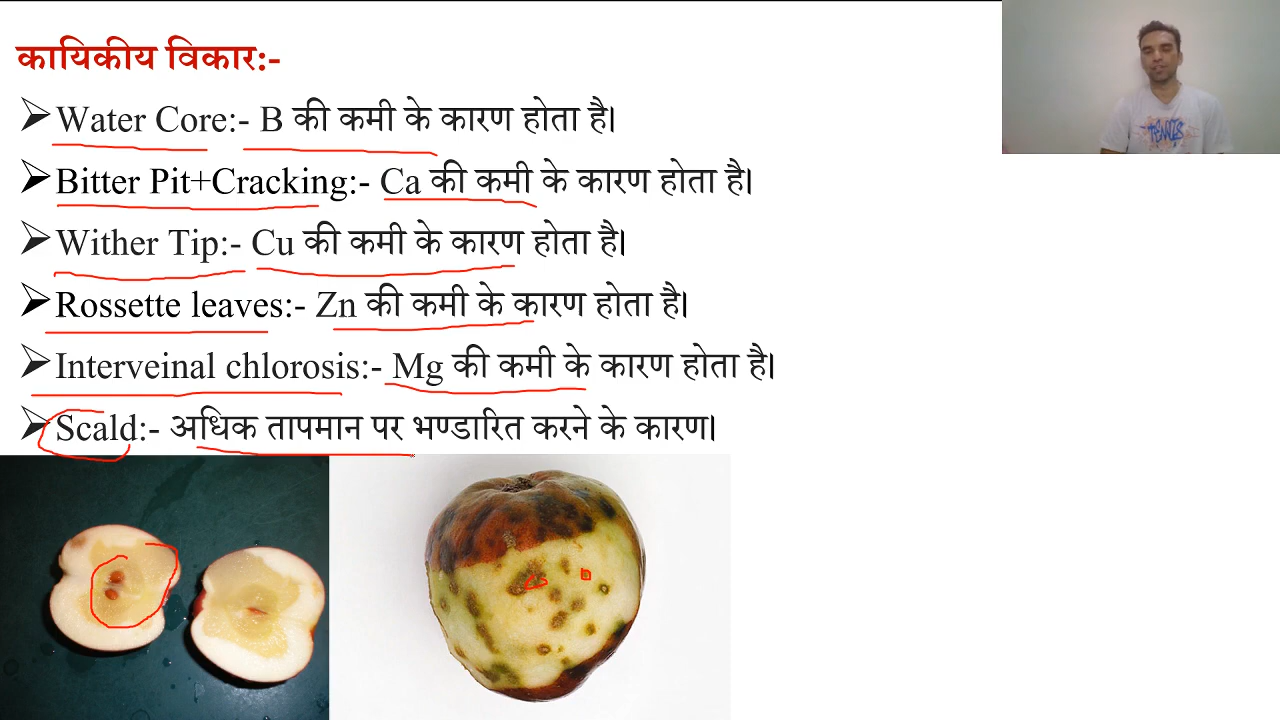 कायिकीय विकार:-
➢Water Core:- B की कमी के कारण होता है।
➢Bitter Pit+Cracking:- Ca की कमी के कारण होता है।
➢Wither Tip:- Cu की कमी के कारण होता है।
➢Rossette leaves:- Zn की कमी के कारण होता है।
➢Interveinal chlorosis:- Mg की कमी के कारण होता है।
➢Scald:- अधिक तापमान पर भण्डारित करने के कारण।
TENNIS